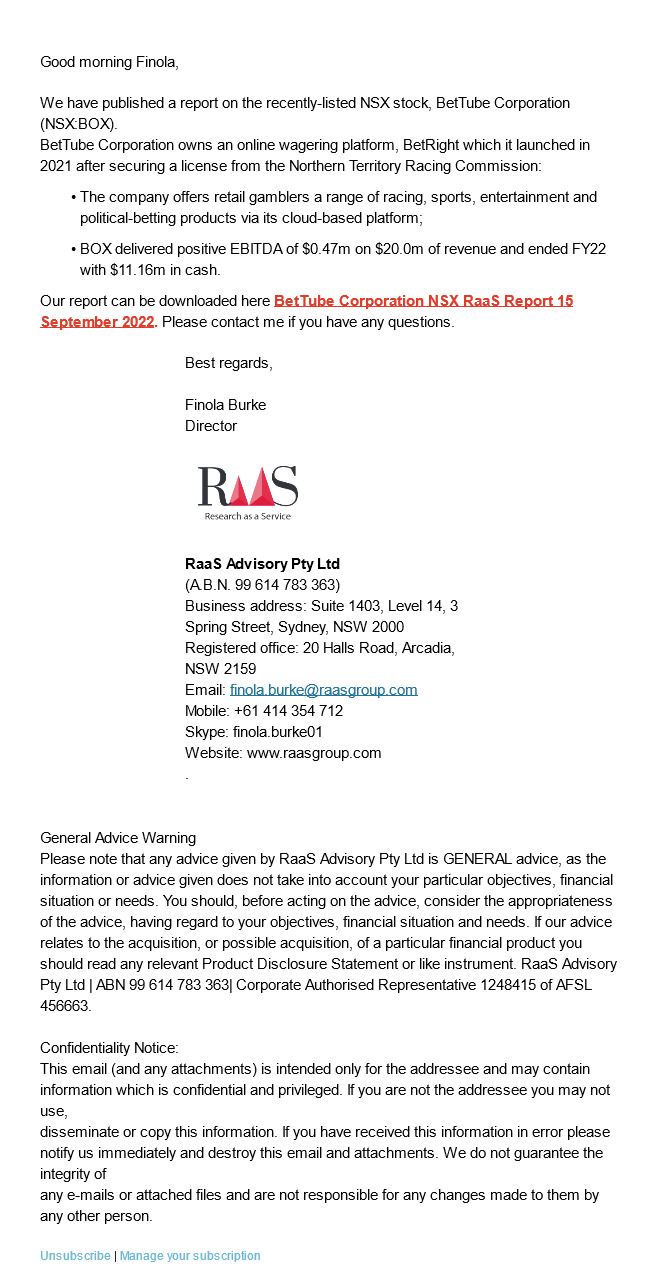 Good morning Finola,
We have published a report on the recently-listed NSX stock, BetTube Corporation
(NSX:BOX).
BetTube Corporation owns an online wagering platform, BetRight which it launched in
2021 after securing a license from the Northern Territory Racing Commission:
• The company offers retail gamblers a range of racing, sports, entertainment and
political-betting products via its cloud-based platform;
• BOX delivered positive EBITDA of $0.47m on $20.0m of revenue and ended FY22
with $11.16m in cash.
Our report can be downloaded here BetTube Corporation NSX RaaS Report 15
September 2022. Please contact me if you have any questions.
Best regards,
Finola Burke
Director
RAAS
Research as a Service
RaaS Advisory Pty Ltd
(A.B.N. 99 614 783 363)
Business address: Suite 1403, Level 14, 3
Spring Street, Sydney, NSW 2000
Registered office: 20 Halls Road, Arcadia,
NSW 2159
Email: finola.burke@raasgroup.com
Mobile: +61 414 354 712
Skype: finola.burke01
Website: www.raasgroup.com
.
General Advice Warning
Please note that any advice given by RaaS Advisory Pty Ltd is GENERAL advice, as the
information or advice given does not take into account your particular objectives, financial
situation or needs. You should, before acting on the advice, consider the appropriateness
of the advice, having regard to your objectives, financial situation and needs. If our advice
relates to the acquisition, or possible acquisition, of a particular financial product you
should read any relevant Product Disclosure Statement or like instrument. RaaS Advisory
Pty Ltd | ABN 99 614 783 363| Corporate Authorised Representative 1248415 of AFSL
456663.
Confidentiality Notice:
This email (and any attachments) is intended only for the addressee and may contain
information which is confidential and privileged. If you are not the addressee you may not
use,
disseminate or copy this information. If you have received this information in error please
notify us immediately and destroy this email and attachments. We do not guarantee the
integrity of
any e-mails or attached files and are not responsible for any changes made to them by
any other person.
Unsubscribe | Manage your subscription